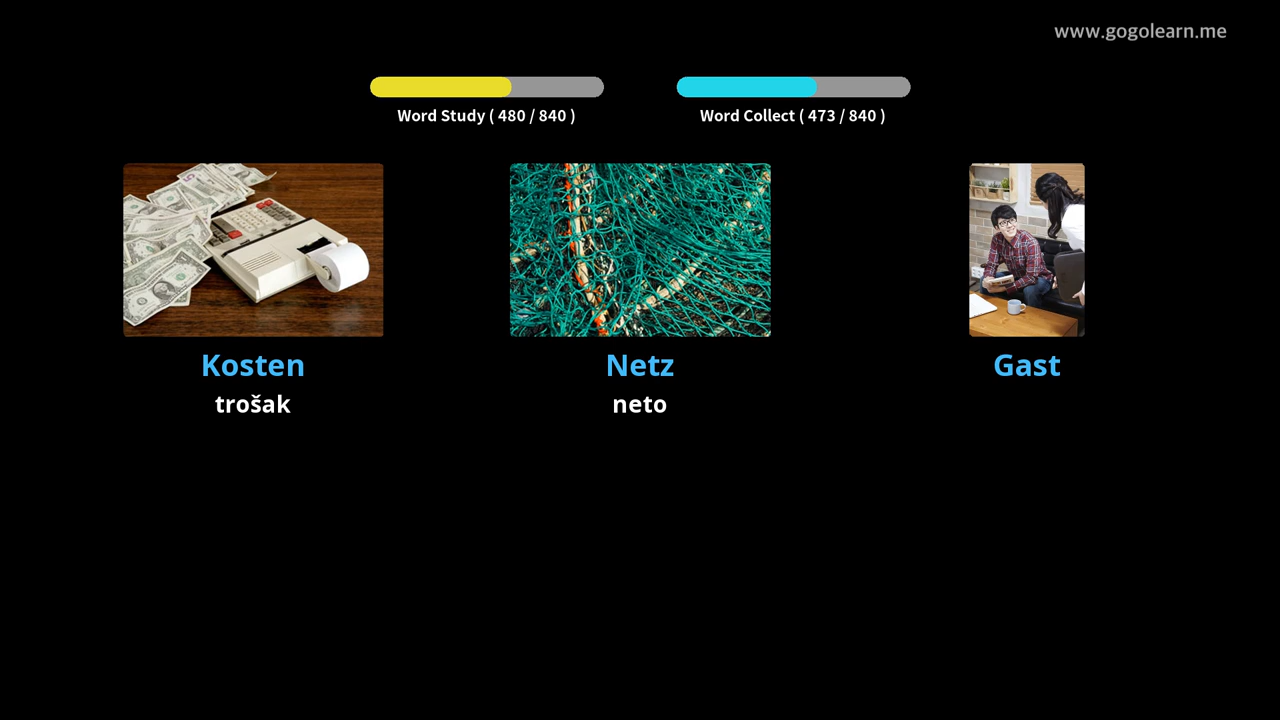 www.gogolearn.me
Word Study ( 480 / 840 )
Word Collect ( 473 / 840 )
Kosten
trošak
Netz
neto
Gast